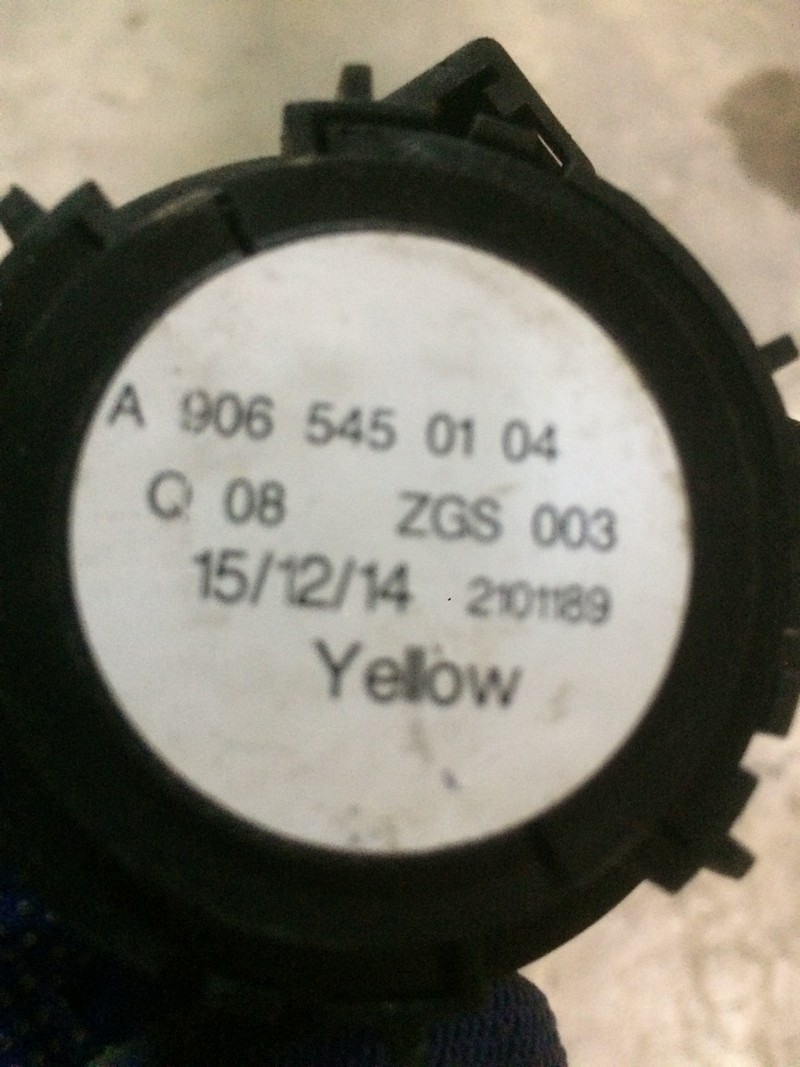 A 906 545 01 04
Q 08 ZGS 003
15/12/14 2101189
Yellow